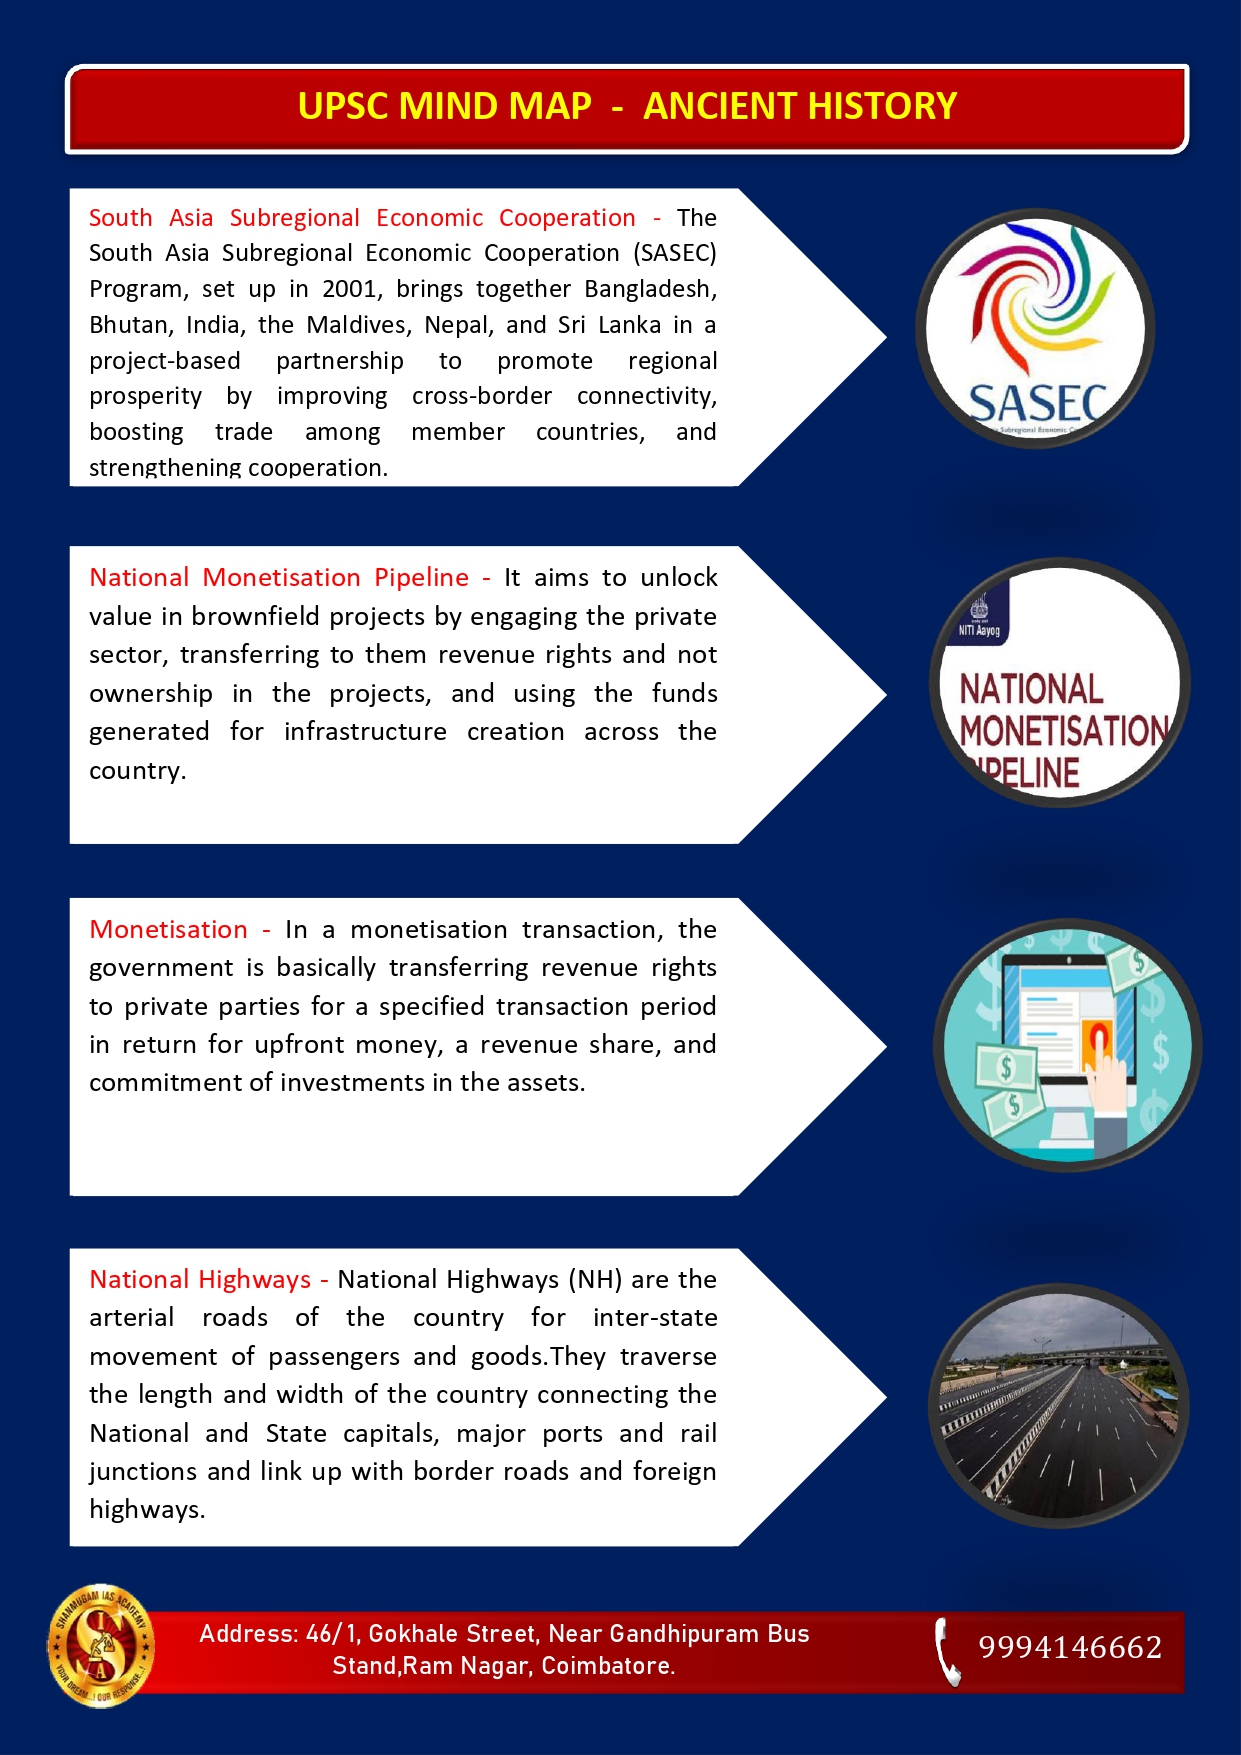 UPSC MIND MAP - ANCIENT HISTORY
South Asia Subregional Economic Cooperation - The
South Asia Subregional Economic Cooperation (SASEC)
Program, set up in 2001, brings together Bangladesh,
Bhutan, India, the Maldives, Nepal, and Sri Lanka in a
project-based partnership to promote regional
prosperity by improving cross-border connectivity,
boosting trade among member countries, and
strengthening cooperation.
SASEC
Subregional Economic
National Monetisation Pipeline - It aims to unlock
value in brownfield projects by engaging the private
sector, transferring to them revenue rights and not
ownership in the projects, and using the funds
generated for infrastructure creation across the
country.
NITI Aayog
NATIONAL
MONETISATION
PIPELINE
Monetisation - In a monetisation transaction, the
government is basically transferring revenue rights
to private parties for a specified transaction period
in return for upfront money, a revenue share, and
commitment of investments in the assets.
National Highways - National Highways (NH) are the
arterial roads of the country for inter-state
movement of passengers and goods.They traverse
the length and width of the country connecting the
National and State capitals, major ports and rail
junctions and link up with border roads and foreign
highways.
SHANMUGAM IAS ACADEMY
SIA
YOUR DREAM...! OUR RESPONSE...!
Address: 46/1, Gokhale Street, Near Gandhipuram Bus
Stand,Ram Nagar, Coimbatore.
9994146662